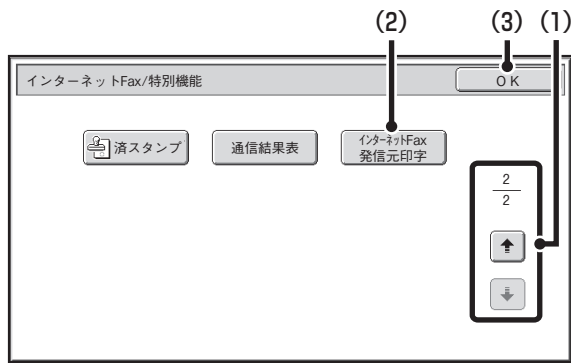 (2) (3) (1)
インターネットFax/特別機能
OK
済スタンプ
通信結果表
インターネットFax
発信元印字
2
2